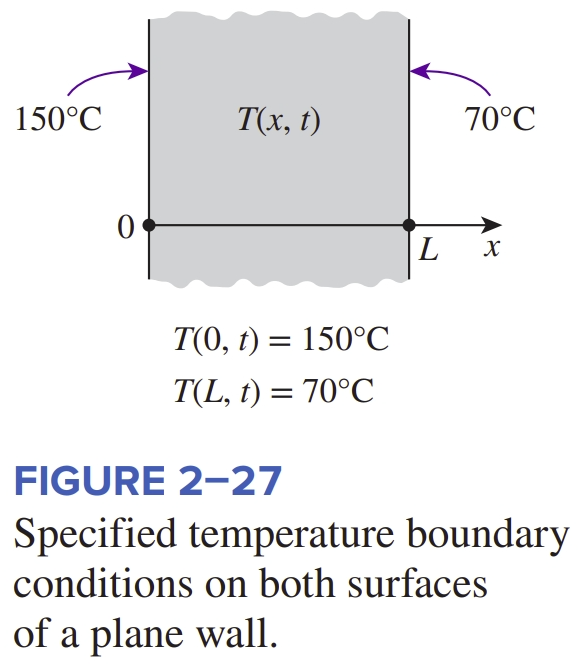 150°C
T(x, t)
70°C
0
L
x
T(0, t) = 150°C
T(L, t) = 70°C
FIGURE 2–27
Specified temperature boundary
conditions on both surfaces
of a plane wall.